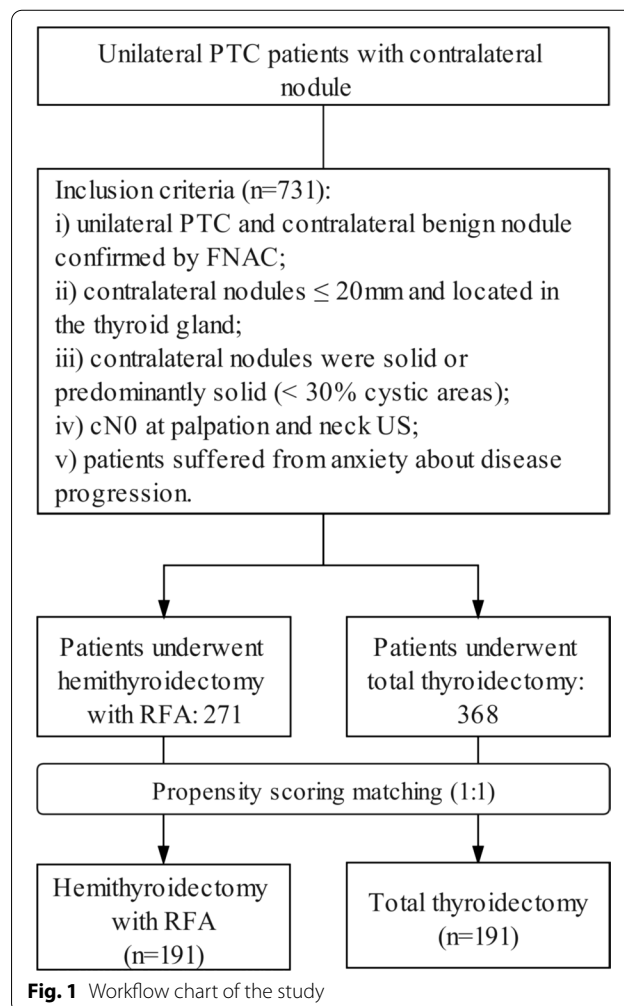 Unilateral PTC patients with contralateral
nodule
Inclusion criteria (n=731):
i) unilateral PTC and contralateral benign nodule
confirmed by FNAC;
ii) contralateral nodules ≤ 20mm and located in
the thyroid gland;
iii) contralateral nodules were solid or
predominantly solid (< 30% cystic areas);
iv) cN0 at palpation and neck US;
v) patients suffered from anxiety about disease
progression.
Patients underwent
hemithyroidectomy
with RFA: 271
Patients underwent
total thyroidectomy:
368
Propensity scoring matching (1:1)
Hemithyroidectomy
with RFA
(n=191)
Total thyroidectomy
(n=191)
Fig. 1 Workflow chart of the study